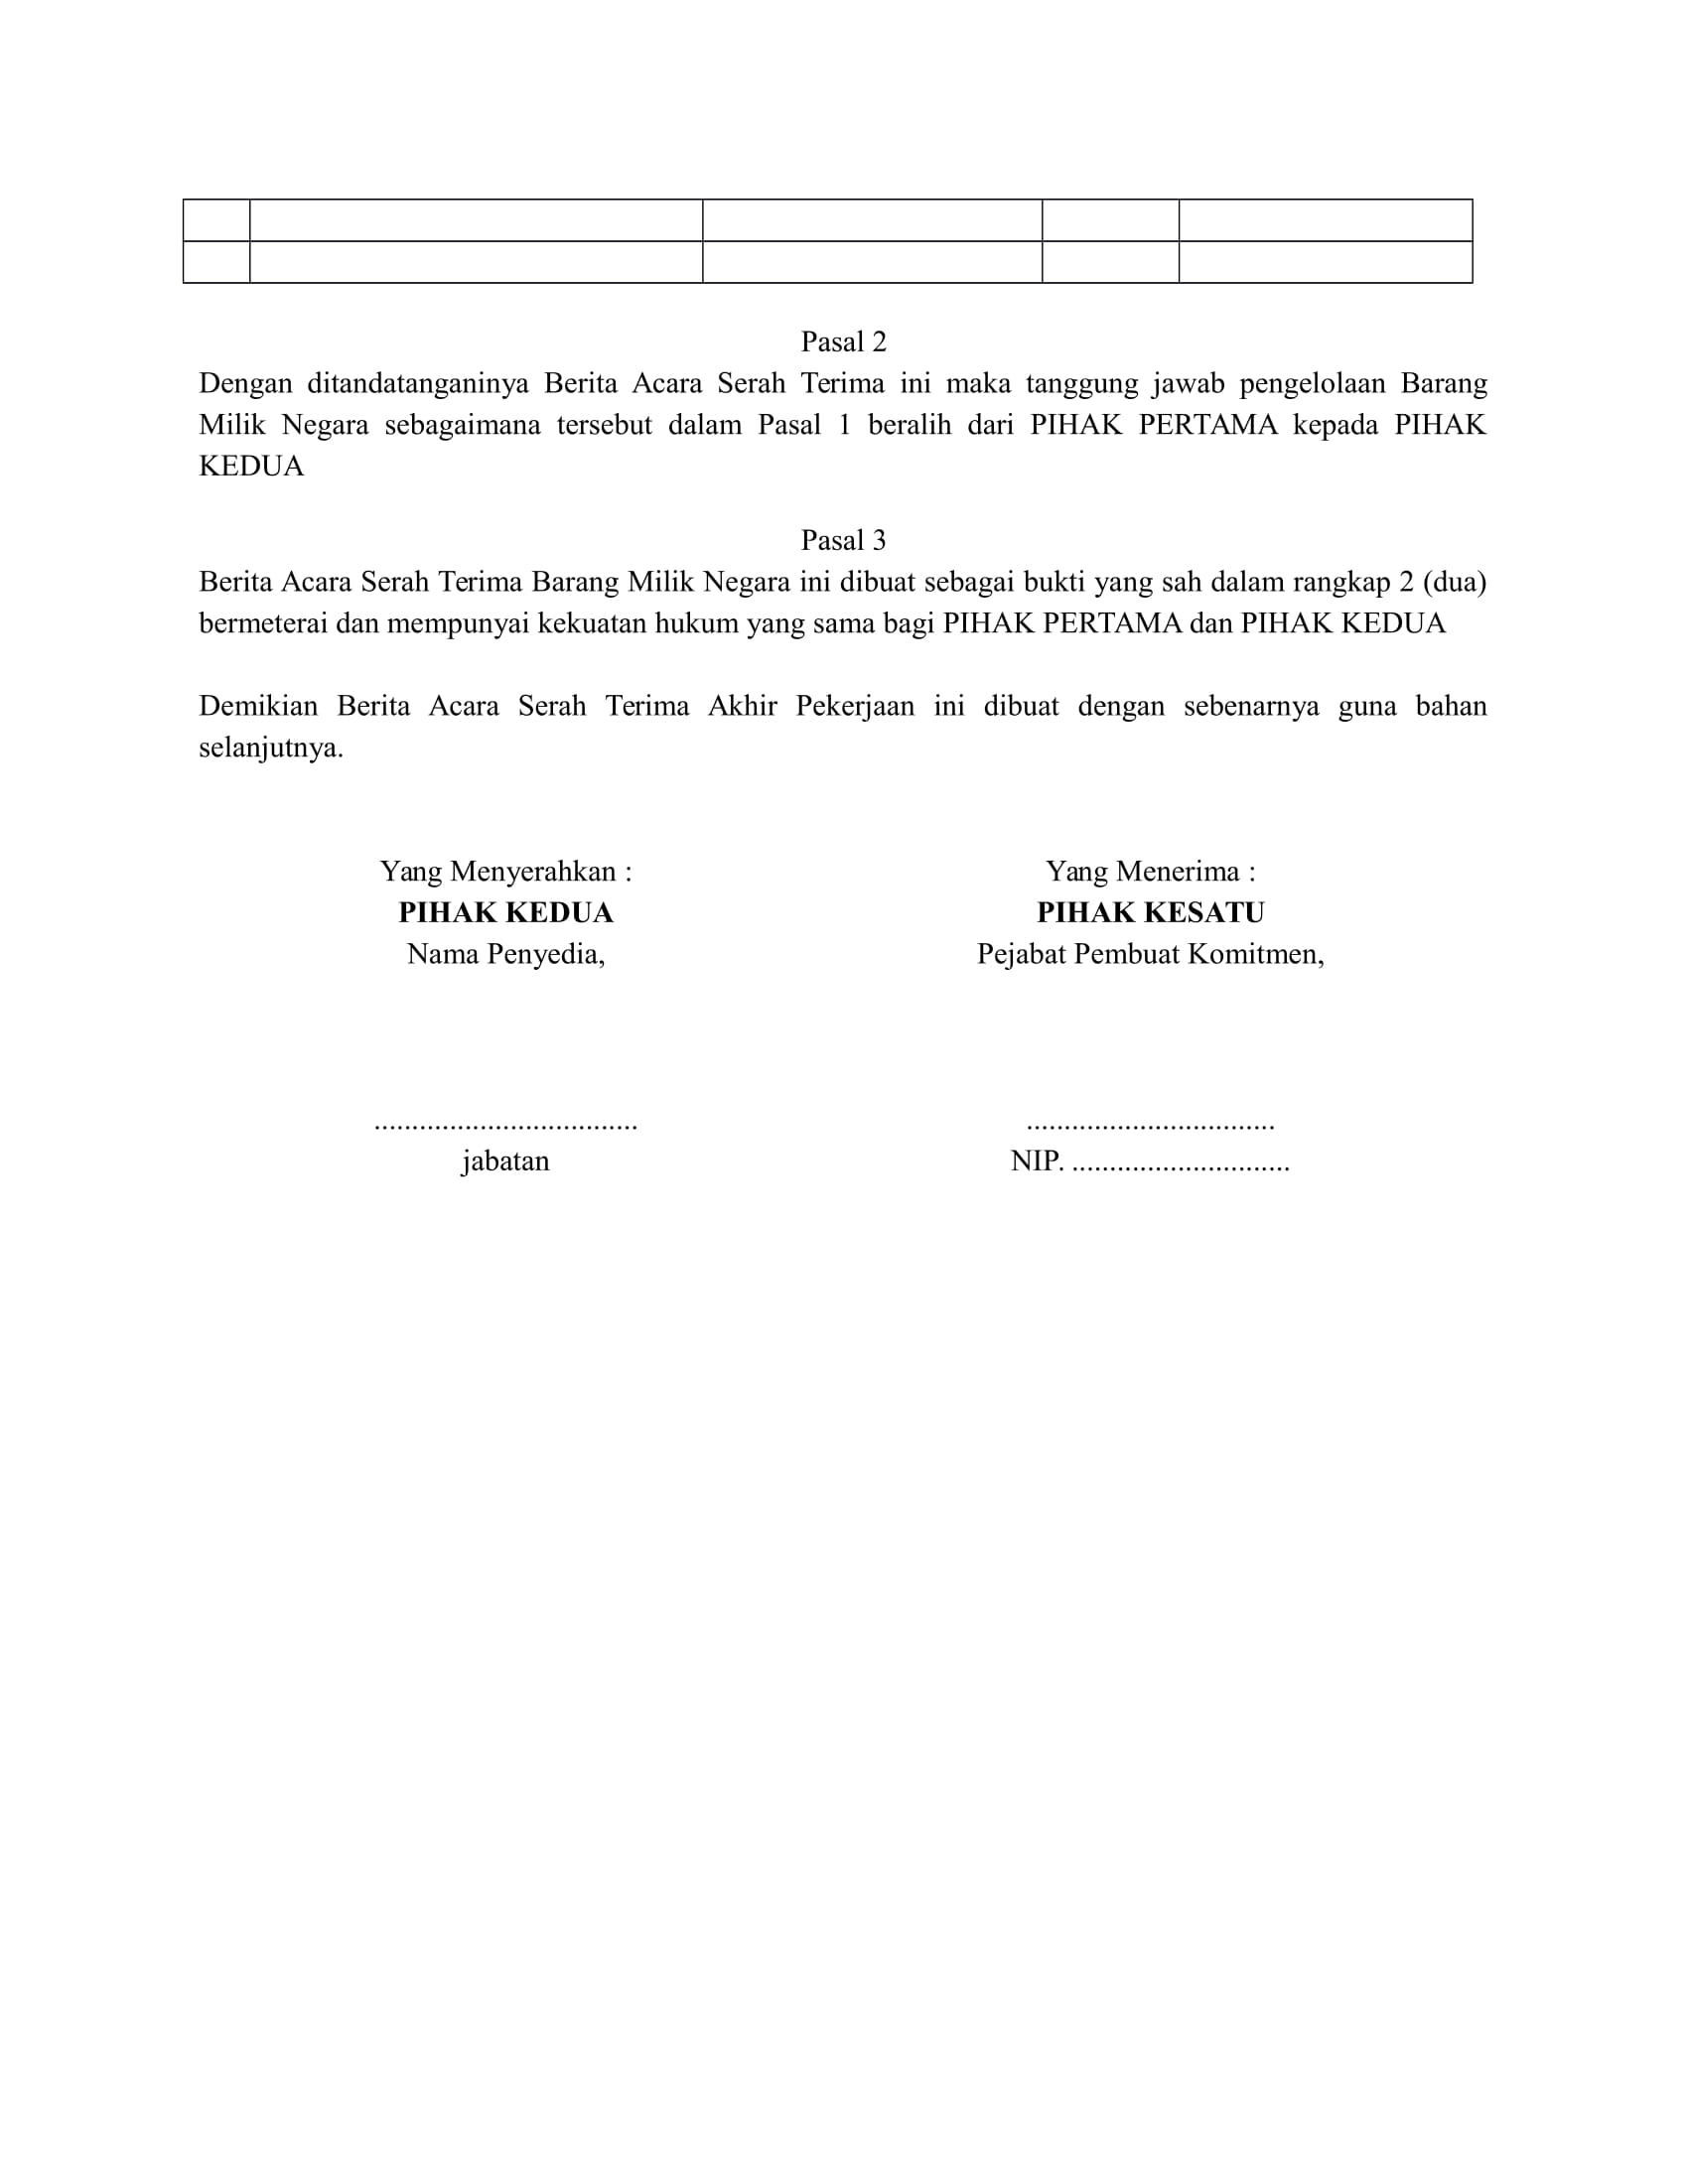 Pasal 2
Dengan ditandatanganinya Berita Acara Serah Terima ini maka tanggung jawab pengelolaan Barang
Milik Negara sebagaimana tersebut dalam Pasal 1 beralih dari PIHAK PERTAMA kepada PIHAK
KEDUA
Pasal 3
Berita Acara Serah Terima Barang Milik Negara ini dibuat sebagai bukti yang sah dalam rangkap 2 (dua)
bermeterai dan mempunyai kekuatan hukum yang sama bagi PIHAK PERTAMA dan PIHAK KEDUA
Demikian Berita Acara Serah Terima Akhir Pekerjaan ini dibuat dengan sebenarnya guna bahan
selanjutnya.
Yang Menyerahkan :
PIHAK KEDUA
Nama Penyedia,
...................................
jabatan
Yang Menerima :
PIHAK KESATU
Pejabat Pembuat Komitmen,
.................................
NIP. .............................